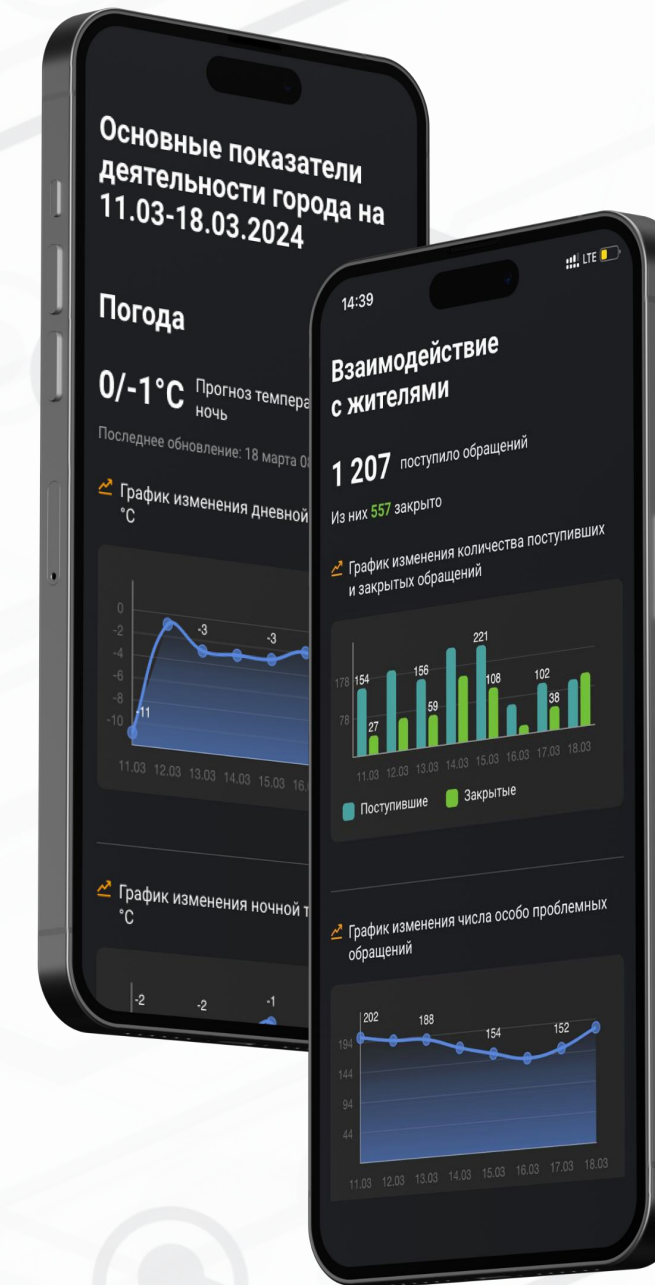 Основные показатели
деятельности города на
11.03-18.03.2024
Погода
0/-1°C Прогноз
ночь
Последнее обновление: 18 марта
График изменения дневной
°C
0
-2
-4
-6
-8
-10
-11
-3
-3
11.03 12.03 13.03 14.03 15.03
График изменения ночной
°C
-2
-2
-1
14:39
LTE
Взаимодействие
с жителями
1 207 поступило обращений
Из них 557 закрыто
График изменения количества поступивших
и закрытых обращений
178
78
154
27
156
59
221
108
102
38
11.03 12.03 13.03 14.03 15.03 16.03 17.03 18.03
Поступившие Закрытые
График изменения числа особо проблемных
обращений
194
144
94
44
202
188
154
152
11.03 12.03 13.03 14.03 15.03 16.03 17.03 18.03